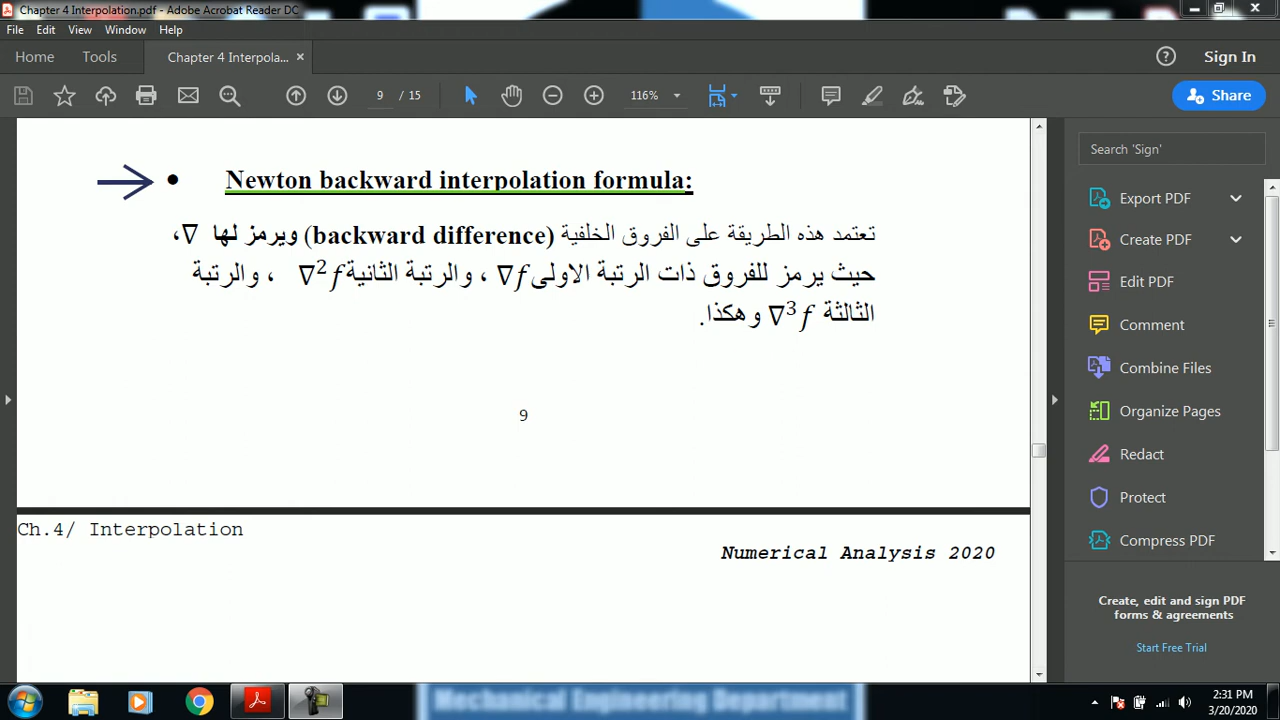 Chapter 4 Interpolation.pdf - Adobe Acrobat Reader DC
File Edit View Window Help
Home Tools Chapter 4 Interpola... × Sign In
9 / 15 116% Share
• Newton backward interpolation formula:
تعتمد هذه الطريقة على الفروق الخلفية (backward difference) ويرمز لها ∇،
حيث يرمز للفروق ذات الرتبة الاولى ∇f ، والرتبة الثانية ∇²f ، والرتبة
الثالثة ∇³f وهكذا.
9
Ch.4/ Interpolation
Numerical Analysis 2020
Search 'Sign'
Export PDF
Create PDF
Edit PDF
Comment
Combine Files
Organize Pages
Redact
Protect
Compress PDF
Create, edit and sign PDF
forms & agreements
Start Free Trial
Mechanical Engineering Department
2:31 PM
3/20/2020